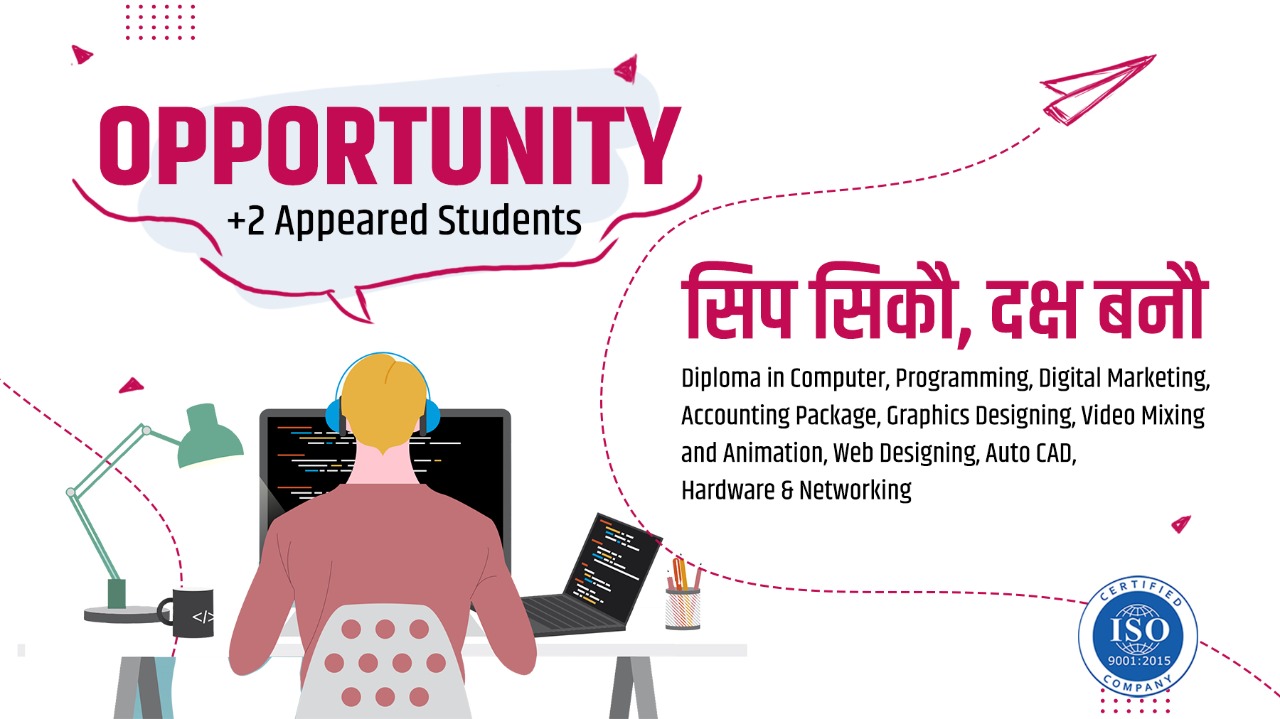 OPPORTUNITY
+2 Appeared Students
सिप सिकौ, दक्ष बनौ
Diploma in Computer, Programming, Digital Marketing,
Accounting Package, Graphics Designing, Video Mixing
and Animation, Web Designing, Auto CAD,
Hardware & Networking
</>
CERTIFIED
ISO
9001:2015
COMPANY